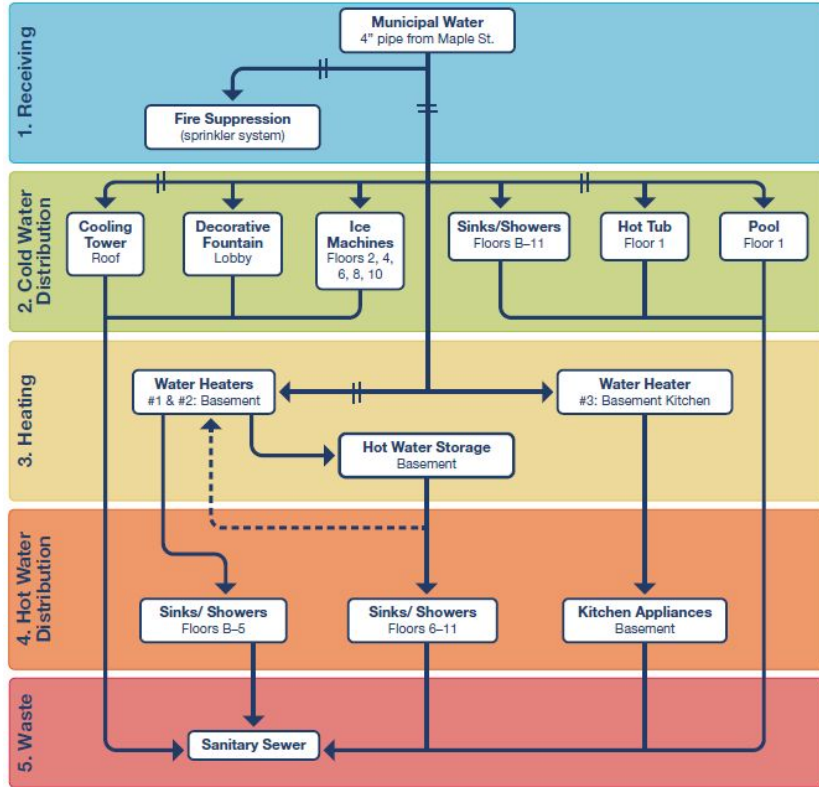 1. Receiving
Municipal Water
4” pipe from Maple St.
Fire Suppression
(sprinkler system)
2. Cold Water
Distribution
Cooling
Tower
Roof
Decorative
Fountain
Lobby
Ice
Machines
Floors 2, 4,
6, 8, 10
Sinks/Showers
Floors B–11
Hot Tub
Floor 1
Pool
Floor 1
3. Heating
Water Heaters
#1 & #2: Basement
Water Heater
#3: Basement Kitchen
Hot Water Storage
Basement
4. Hot Water
Distribution
Sinks/ Showers
Floors B–5
Sinks/ Showers
Floors 6–11
Kitchen Appliances
Basement
5. Waste
Sanitary Sewer